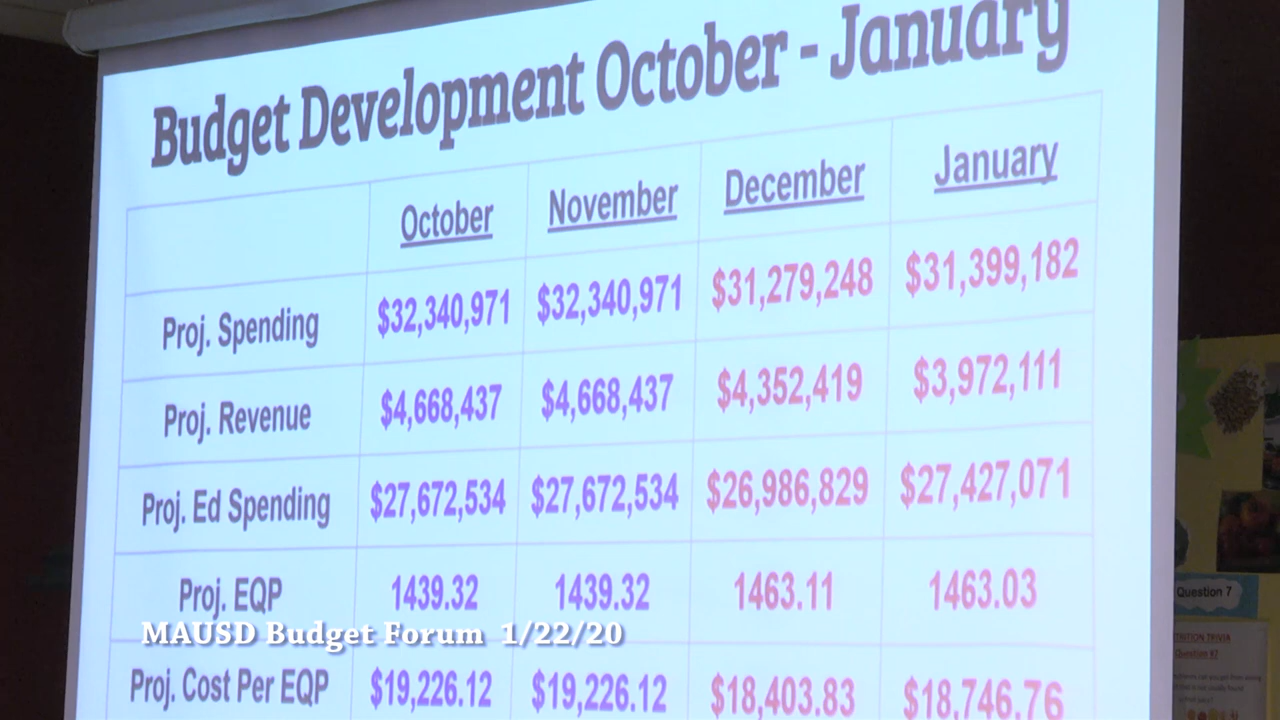 Budget Development October - January
October November December January
Proj. Spending $32,340,971 $32,340,971 $31,279,248 $31,399,182
Proj. Revenue $4,668,437 $4,668,437 $4,352,419 $3,972,111
Proj. Ed Spending $27,672,534 $27,672,534 $26,986,829 $27,427,071
Proj. EQP 1439.32 1439.32 1463.11 1463.03
MAUSD Budget Forum 1/22/20
Proj. Cost Per EQP $19,226.12 $19,226.12 $18,403.83 $18,746.76
Question 7
TRITION TRIVIA
Question #2